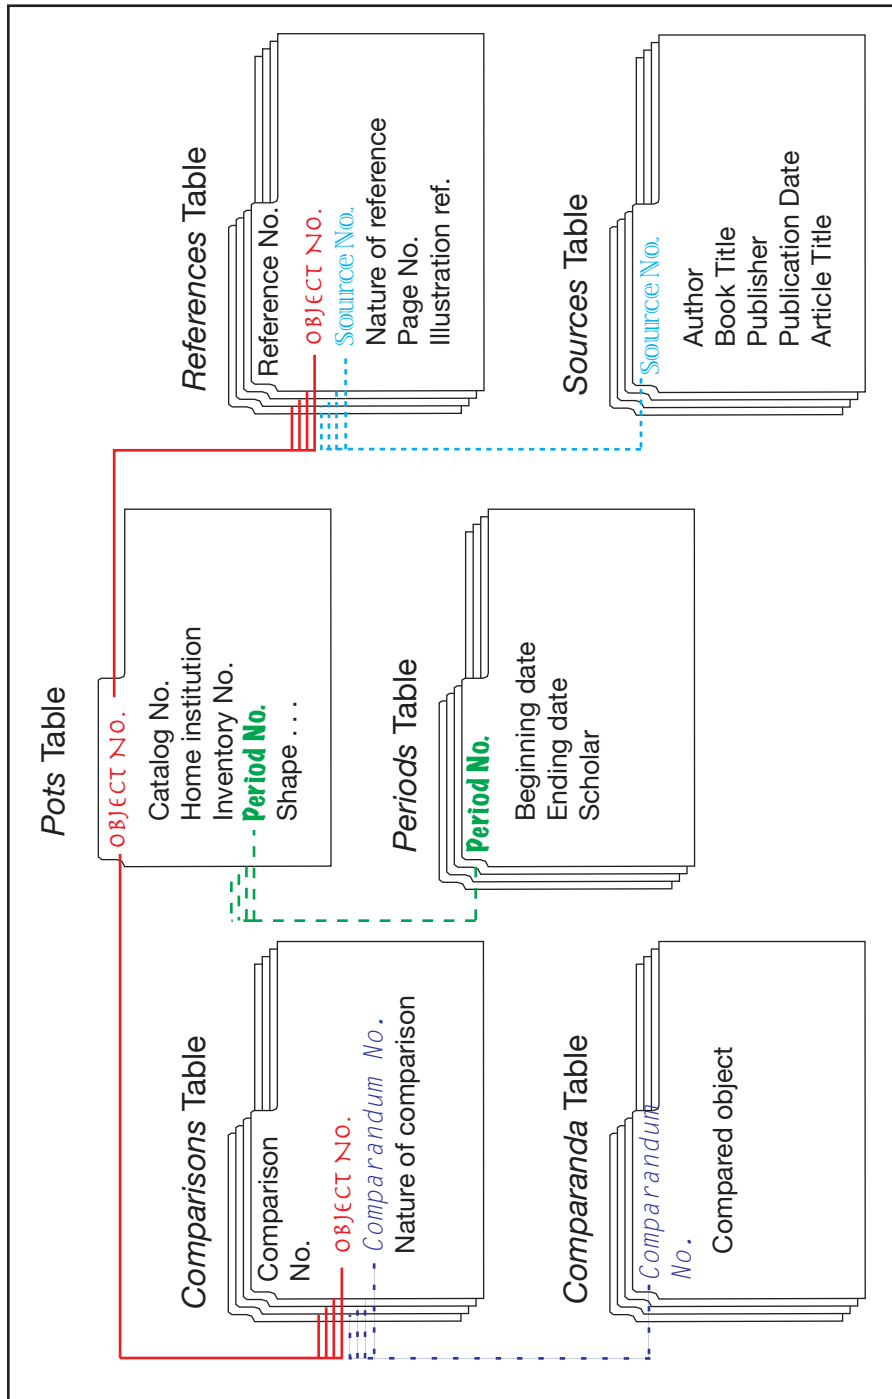 Pots Table
OBJECT NO.
Catalog No.
Home institution
Inventory No.
Period No.
Shape . . .
Comparisons Table
Comparison
No.
OBJECT NO.
Comparandum No.
Nature of comparison
References Table
Reference No.
OBJECT NO.
Source No.
Nature of reference
Page No.
Illustration ref.
Periods Table
Period No.
Beginning date
Ending date
Scholar
Comparanda Table
Comparandum
No.
Compared object
Sources Table
Source No.
Author
Book Title
Publisher
Publication Date
Article Title